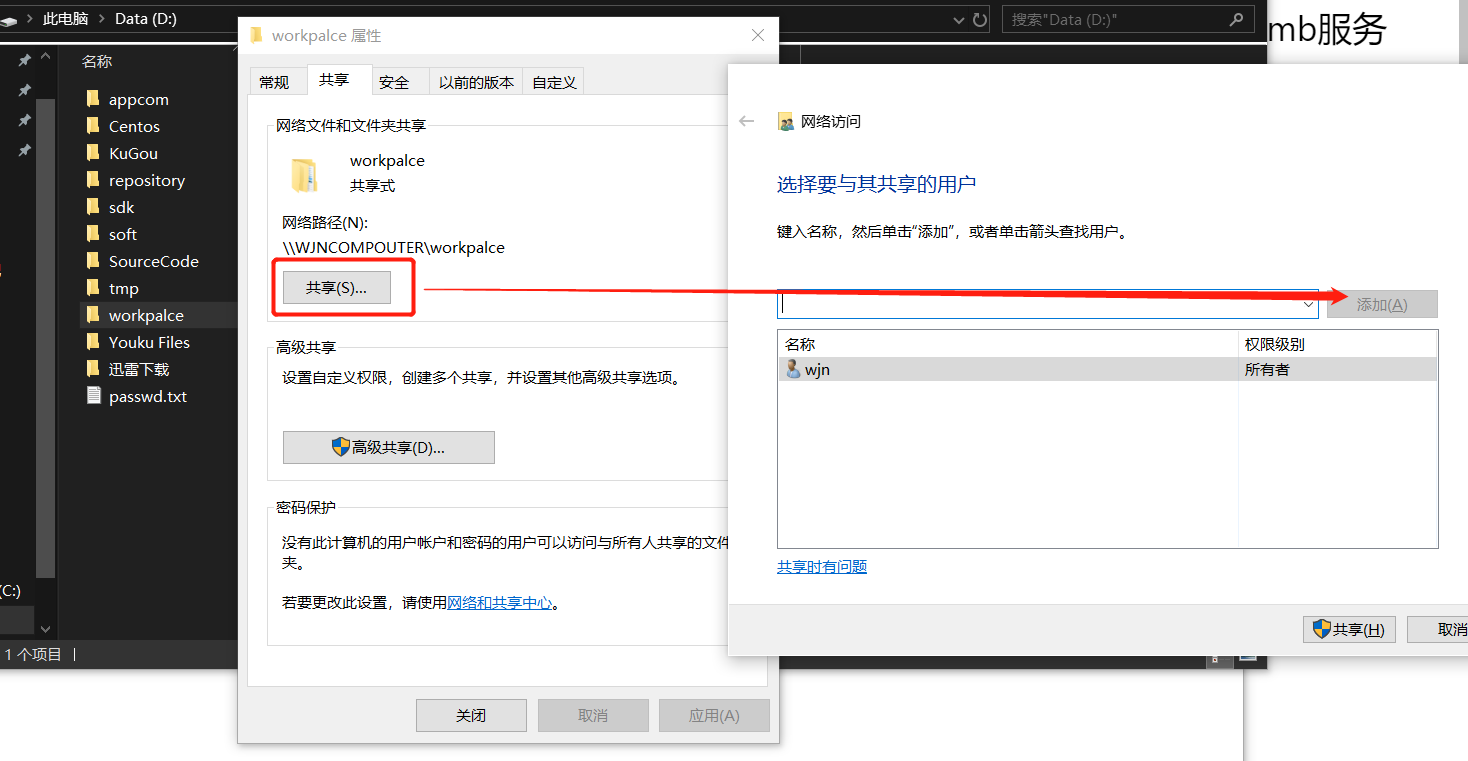 此电脑 > Data (D:)
搜索"Data (D:)"
mb服务
名称
appcom
Centos
KuGou
repository
sdk
soft
SourceCode
tmp
workpalce
Youku Files
迅雷下载
passwd.txt
(C:)
1 个项目
workpalce 属性
常规
共享
安全
以前的版本
自定义
网络文件和文件夹共享
workpalce
共享式
网络路径(N):
\\WJNCOMPOUTER\workpalce
共享(S)...
高级共享
设置自定义权限，创建多个共享，并设置其他高级共享选项。
高级共享(D)...
密码保护
没有此计算机的用户帐户和密码的用户可以访问与所有人共享的文件
夹。
若要更改此设置，请使用网络和共享中心。
关闭
取消
应用(A)
网络访问
选择要与其共享的用户
键入名称，然后单击“添加”，或者单击箭头查找用户。
添加(A)
名称
权限级别
wjn
所有者
共享时有问题
共享(H)
取消